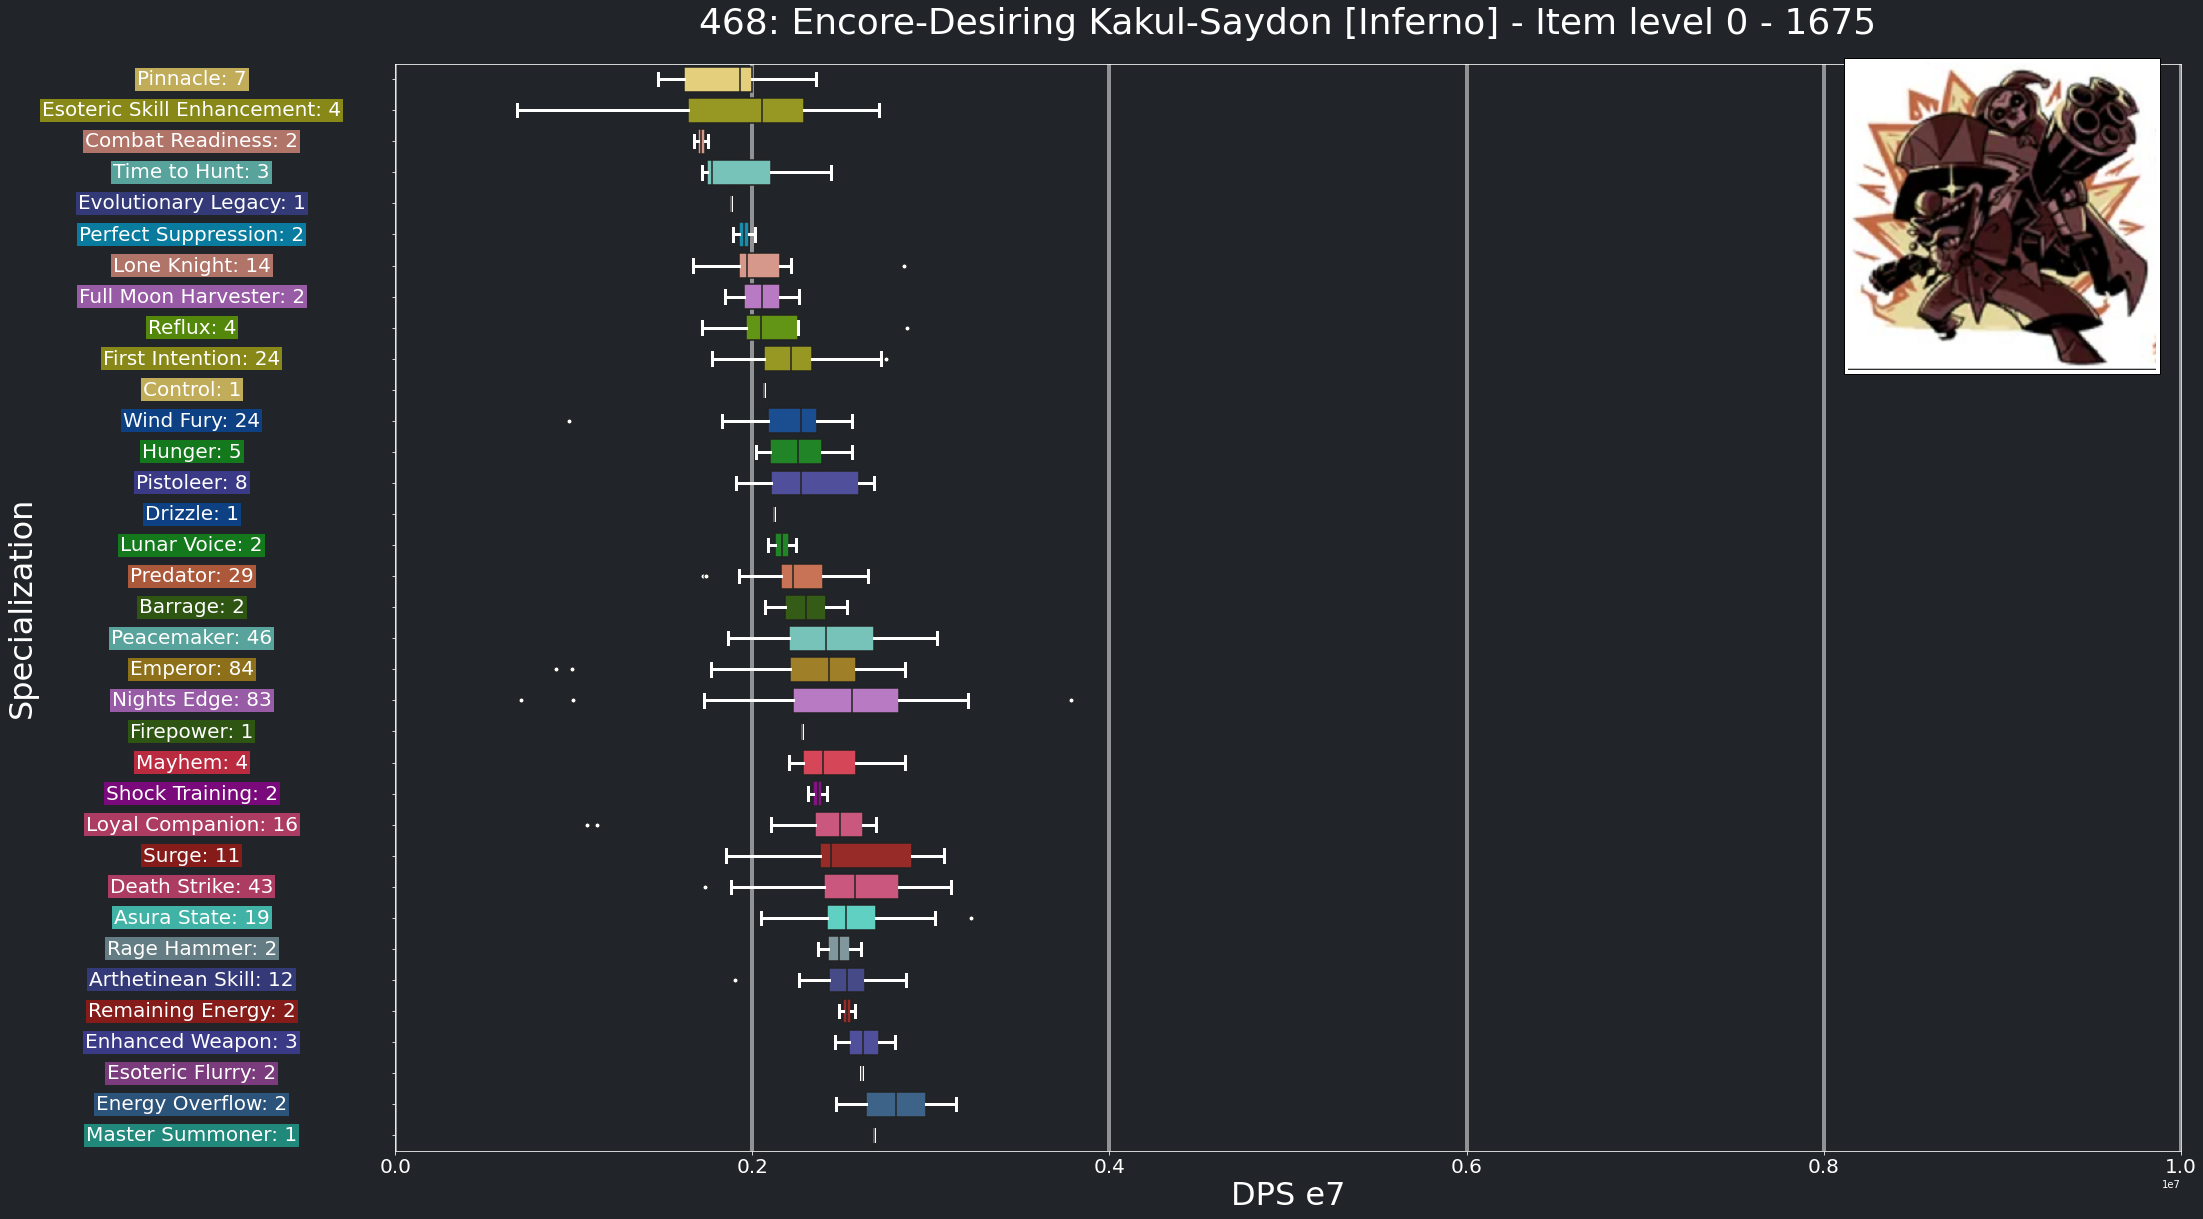 468: Encore-Desiring Kakul-Saydon [Inferno] - Item level 0 - 1675
Specialization
Pinnacle: 7
Esoteric Skill Enhancement: 4
Combat Readiness: 2
Time to Hunt: 3
Evolutionary Legacy: 1
Perfect Suppression: 2
Lone Knight: 14
Full Moon Harvester: 2
Reflux: 4
First Intention: 24
Control: 1
Wind Fury: 24
Hunger: 5
Pistoleer: 8
Drizzle: 1
Lunar Voice: 2
Predator: 29
Barrage: 2
Peacemaker: 46
Emperor: 84
Nights Edge: 83
Firepower: 1
Mayhem: 4
Shock Training: 2
Loyal Companion: 16
Surge: 11
Death Strike: 43
Asura State: 19
Rage Hammer: 2
Arthetinean Skill: 12
Remaining Energy: 2
Enhanced Weapon: 3
Esoteric Flurry: 2
Energy Overflow: 2
Master Summoner: 1
0.0 0.2 0.4 0.6 0.8 1.0
1e7
DPS e7